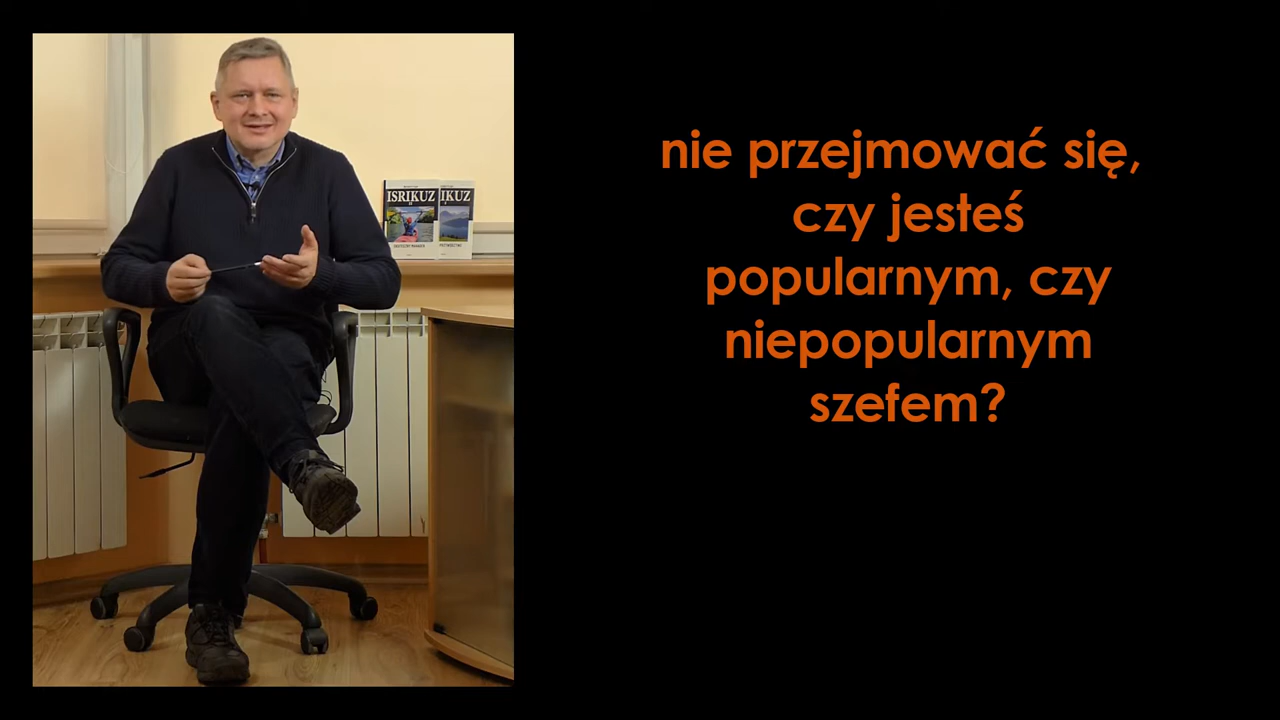 nie przejmować się,
czy jesteś
popularnym, czy
niepopularnym
szefem?
ISRIKUZ
IKUZ